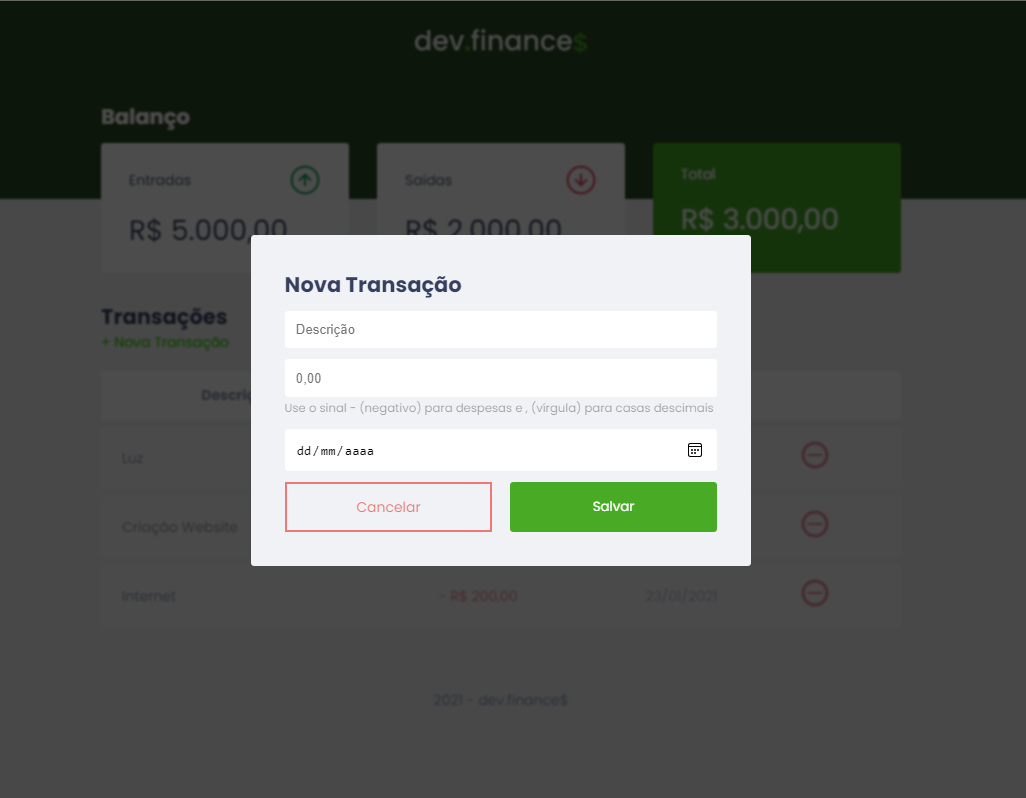 dev.finance$
Balanço
Entradas
Saídas
Total
R$ 5.000,00
R$ 2.000,00
R$ 3.000,00
Nova Transação
Transações
Descrição
+ Nova Transação
0,00
Use o sinal - (negativo) para despesas e , (vírgula) para casas descimais
Luz
dd/mm/aaaa
Criação Website
Cancelar
Salvar
Internet
- R$ 200,00
23/01/2021
2021 - dev.finance$